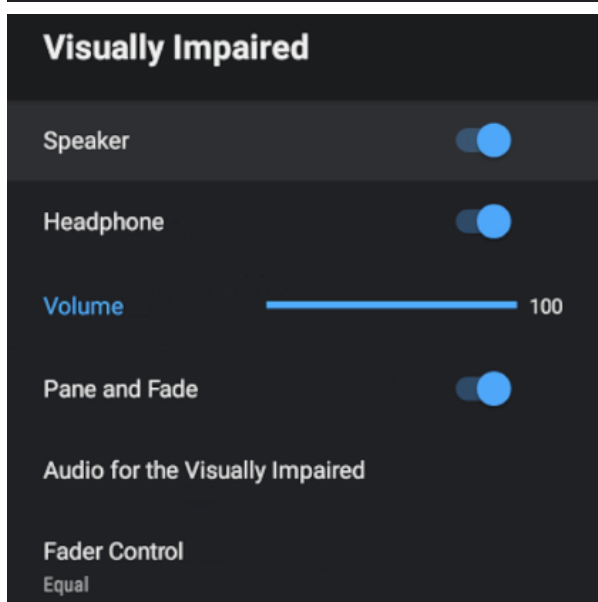 Visually Impaired
Speaker
Headphone
Volume 100
Pane and Fade
Audio for the Visually Impaired
Fader Control
Equal